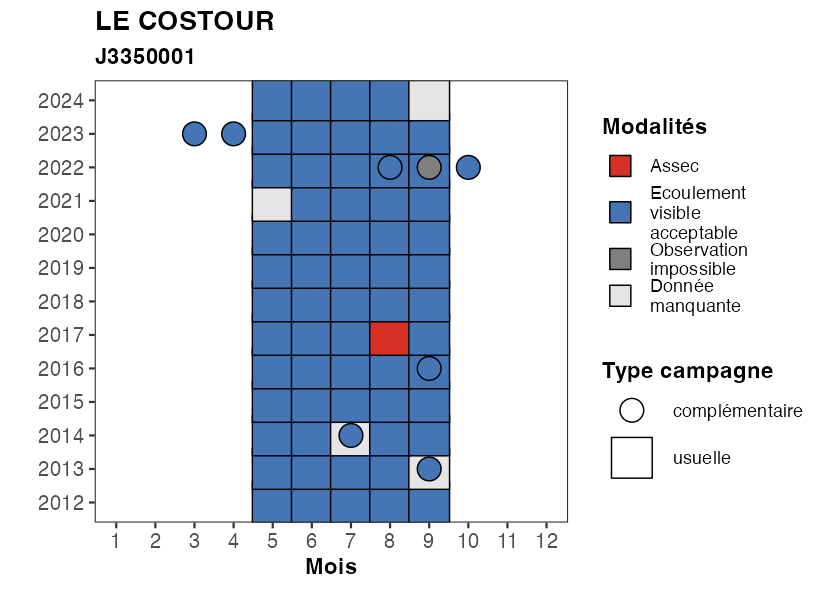 LE COSTOUR
J3350001
2024
2023
2022
2021
2020
2019
2018
2017
2016
2015
2014
2013
2012
1 2 3 4 5 6 7 8 9 10 11 12
Mois
Modalités
Assec
Ecoulement
visible
acceptable
Observation
impossible
Donnée
manquante
Type campagne
complémentaire
usuelle